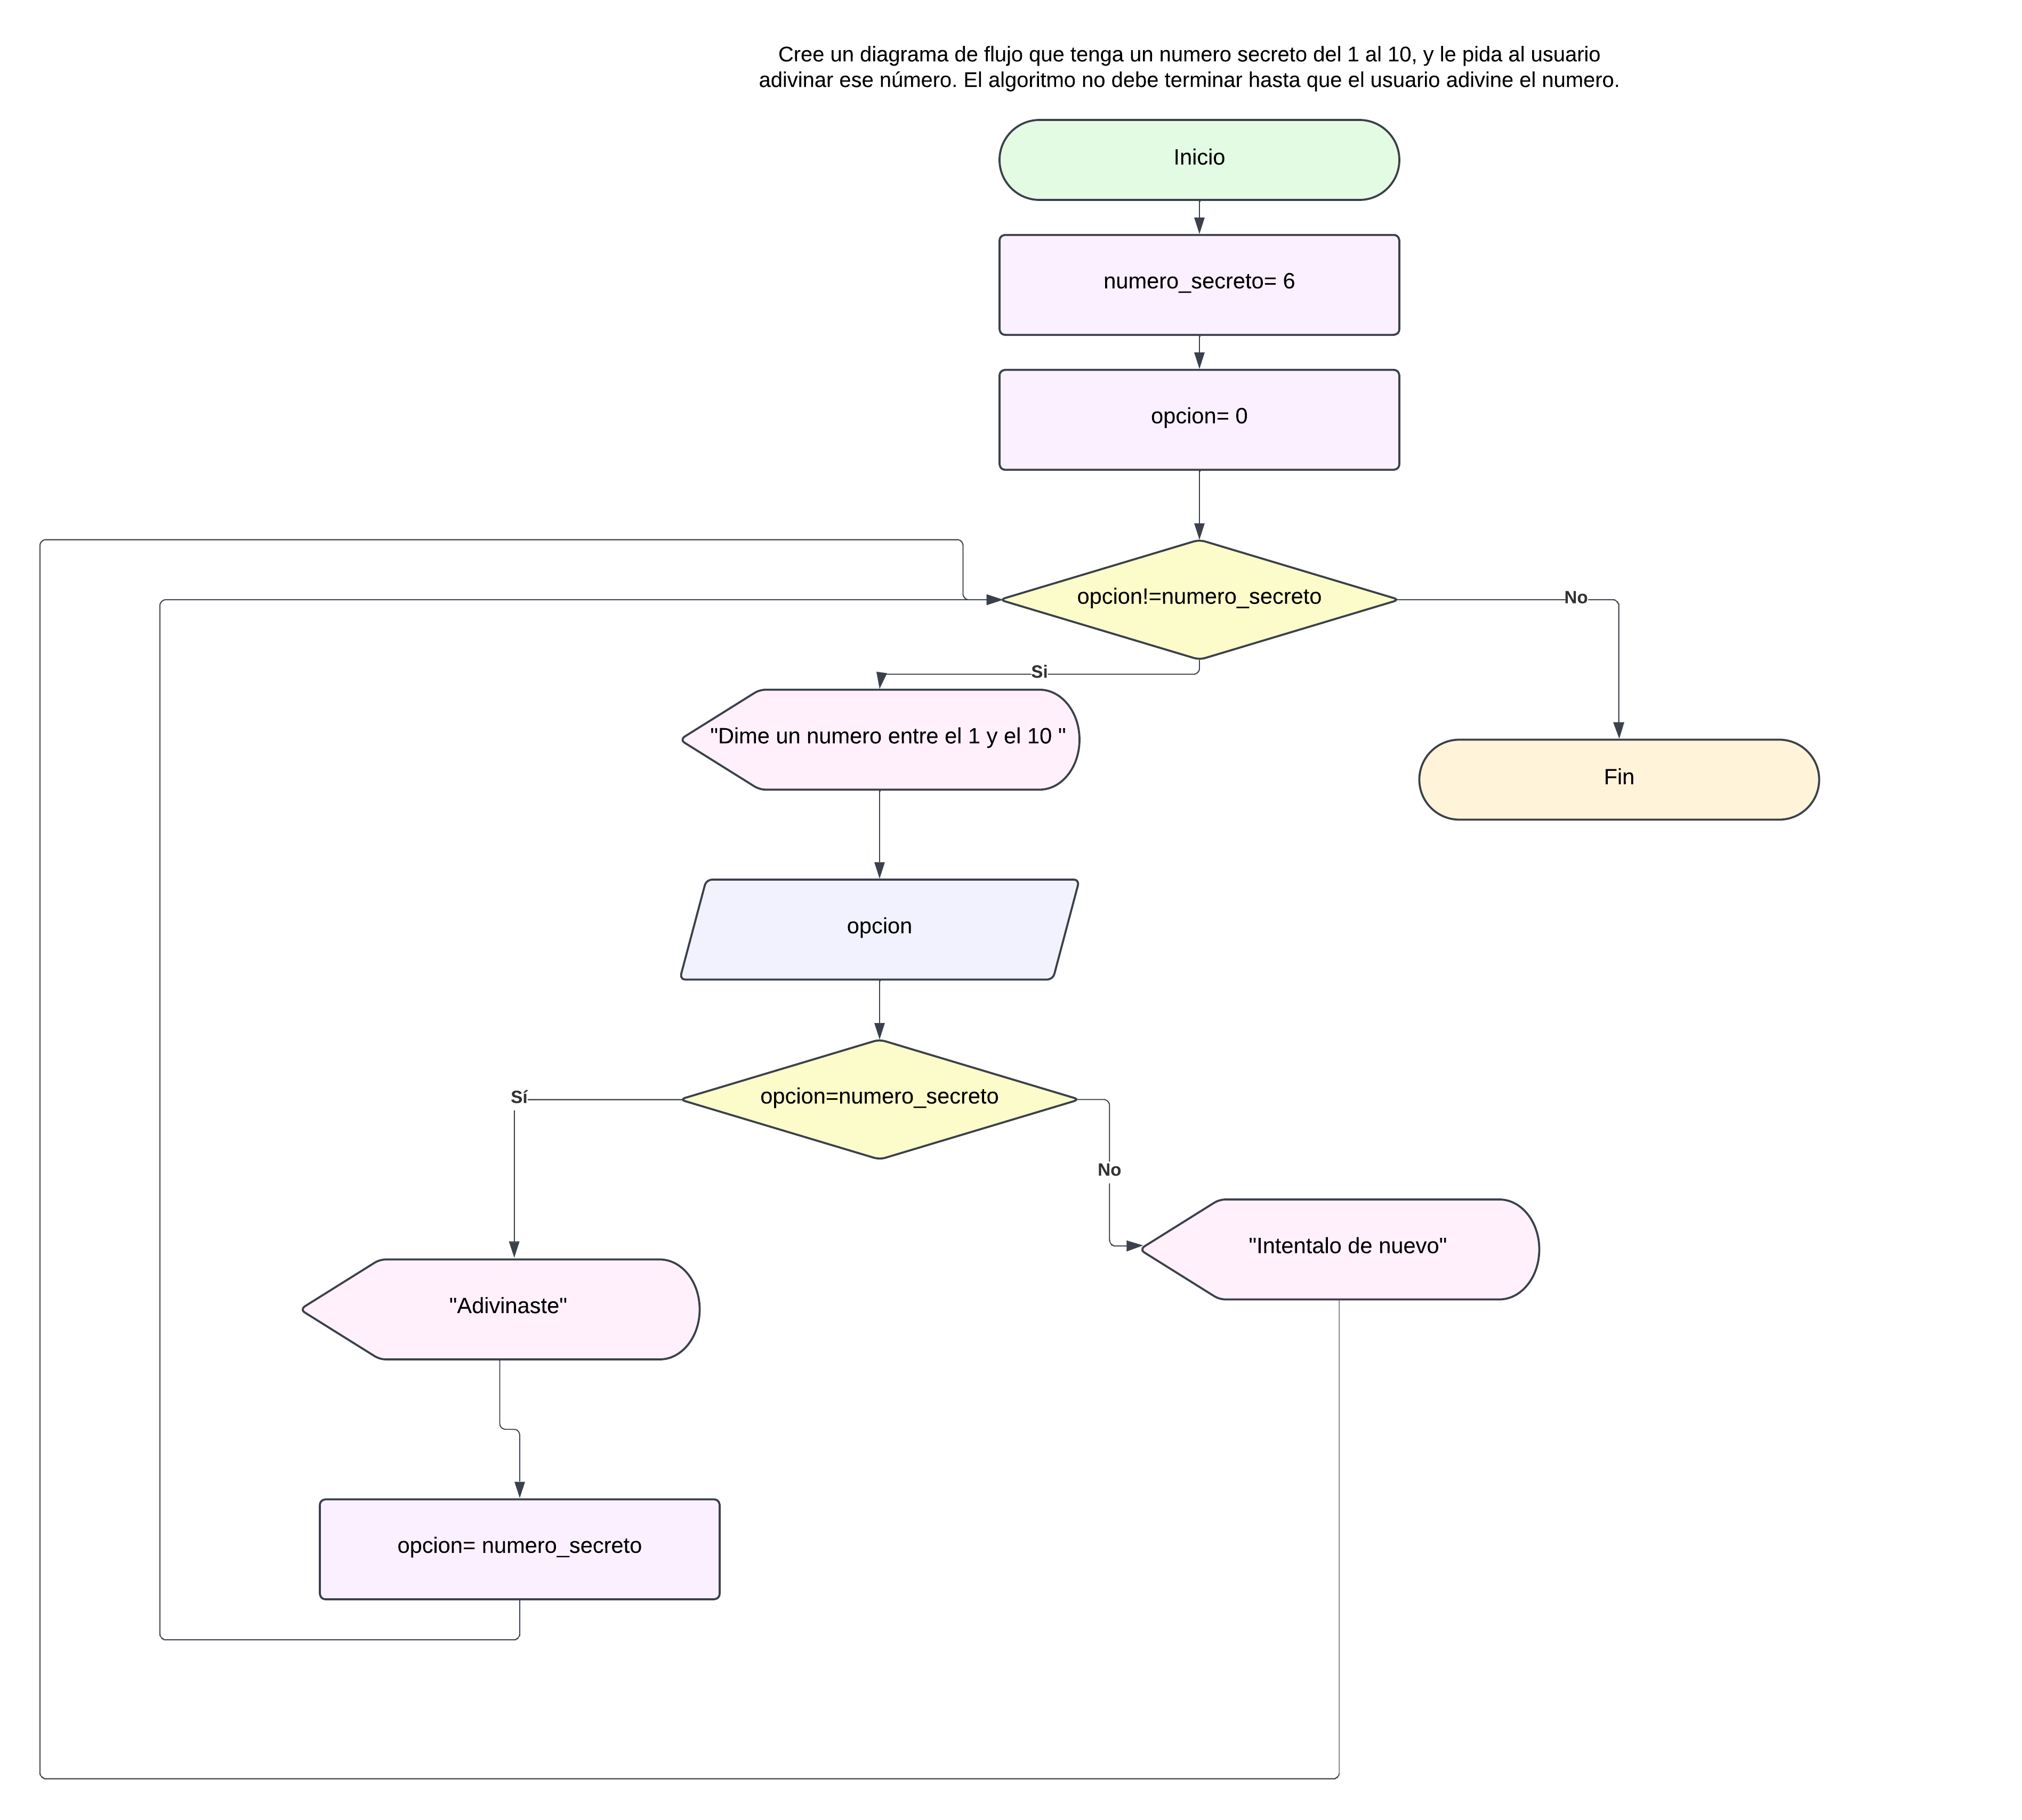 Cree un diagrama de flujo que tenga un numero secreto del 1 al 10, y le pida al usuario
adivinar ese número. El algoritmo no debe terminar hasta que el usuario adivine el numero.
Inicio
numero_secreto= 6
opcion= 0
opcion!=numero_secreto
No
Si
"Dime un numero entre el 1 y el 10 "
Fin
opcion
opcion=numero_secreto
Sí
No
"Intentalo de nuevo"
"Adivinaste"
opcion= numero_secreto